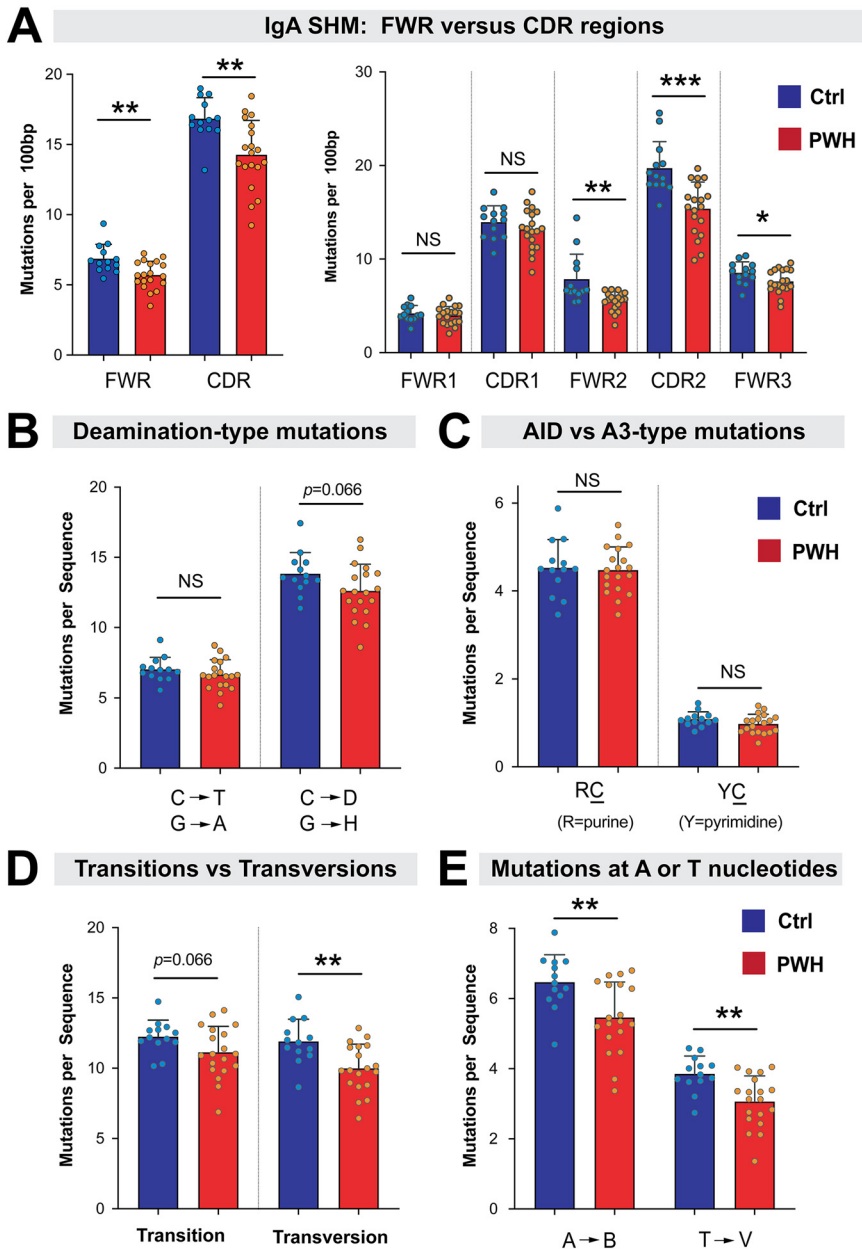 A
IgA SHM: FWR versus CDR regions
Mutations per 100bp
20
15
10
5
0
**
**
FWR
CDR
Mutations per 100bp
30
20
10
0
NS
NS
**
***
*
FWR1
CDR1
FWR2
CDR2
FWR3
Ctrl
PWH
B
Deamination-type mutations
Mutations per Sequence
20
15
10
5
0
NS
p=0.066
C→T
G→A
C→D
G→H
C
AID vs A3-type mutations
Mutations per Sequence
6
4
2
0
NS
NS
Ctrl
PWH
RC
(R=purine)
YC
(Y=pyrimidine)
D
Transitions vs Transversions
Mutations per Sequence
20
15
10
5
0
p=0.066
**
Transition
Transversion
E
Mutations at A or T nucleotides
Mutations per Sequence
8
6
4
2
0
**
**
Ctrl
PWH
A→B
T→V